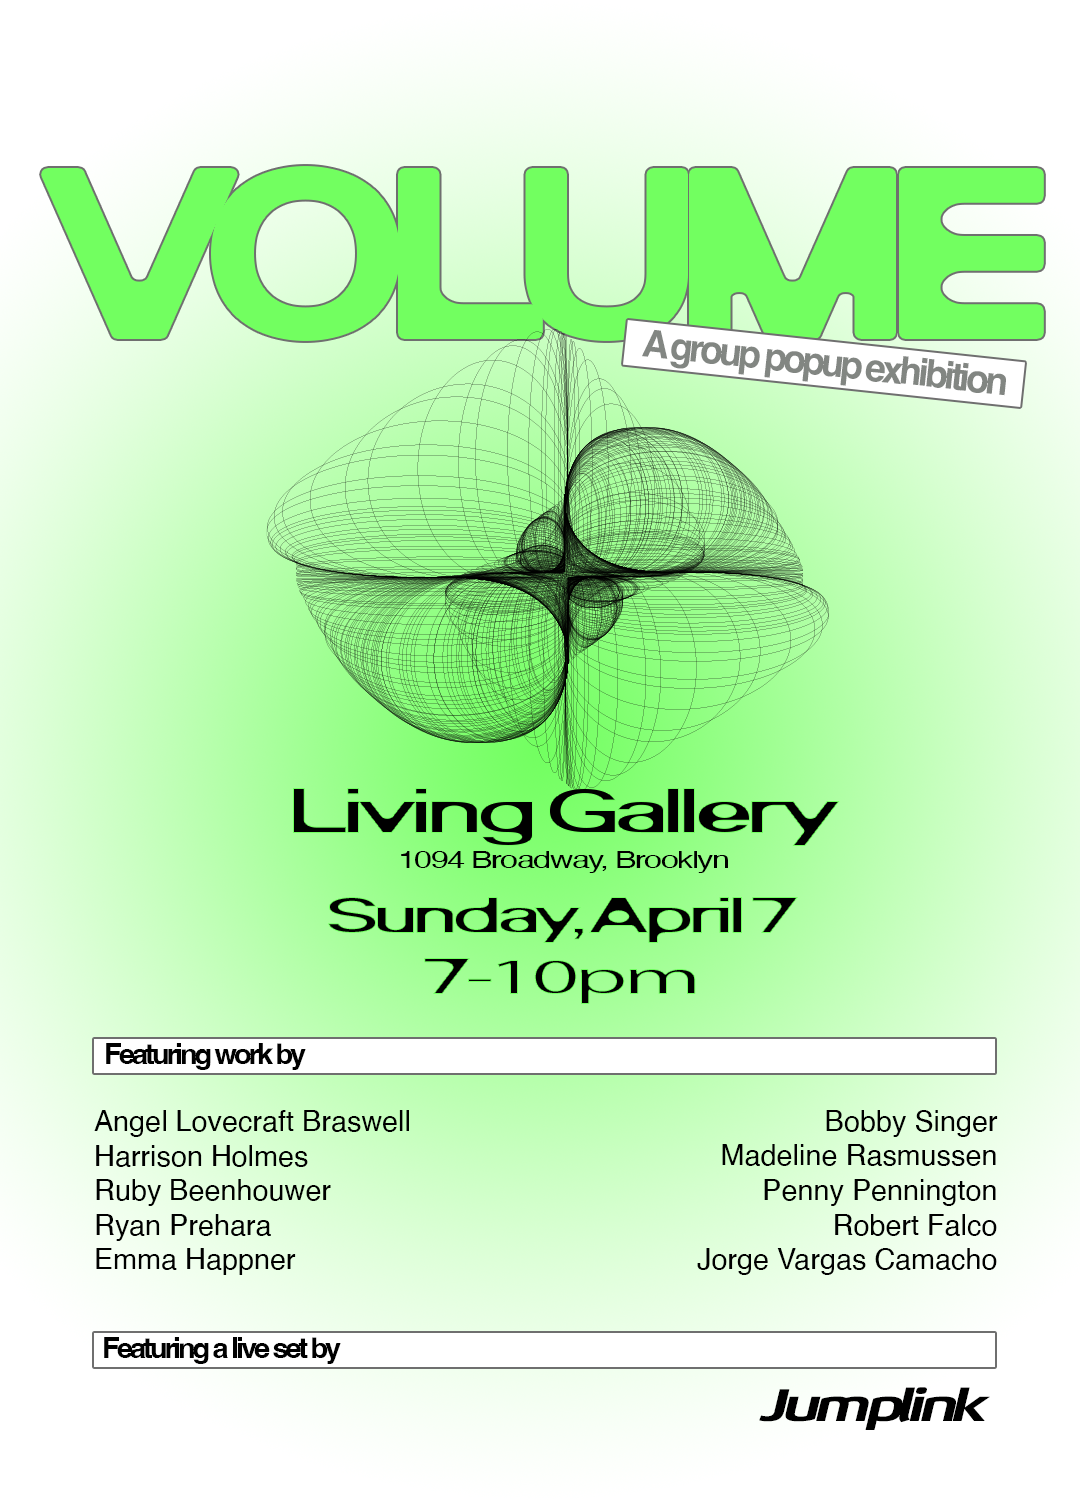 VOLUME
A group popup exhibition
Living Gallery
1094 Broadway, Brooklyn
Sunday, April 7
7-10pm
Featuring work by
Angel Lovecraft Braswell
Harrison Holmes
Ruby Beenhouwer
Ryan Prehara
Emma Happner
Bobby Singer
Madeline Rasmussen
Penny Pennington
Robert Falco
Jorge Vargas Camacho
Featuring a live set by
Jumplink